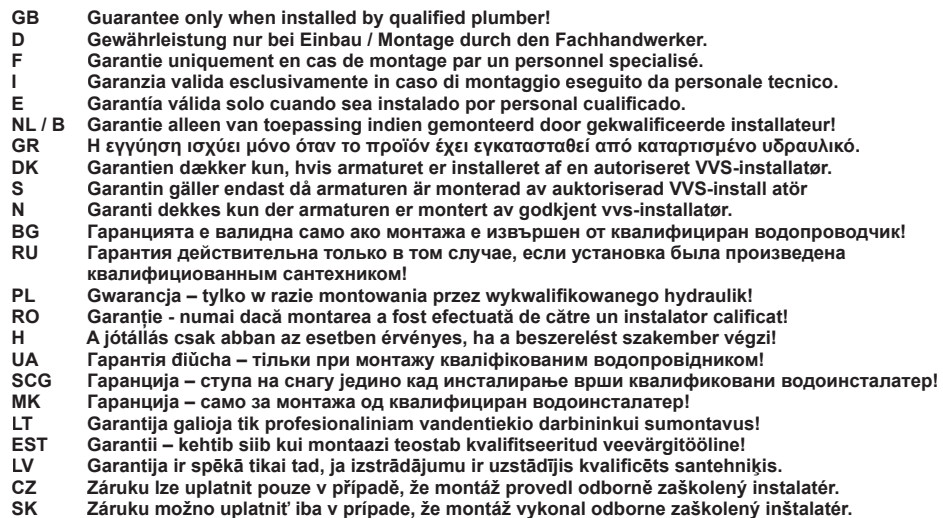 GB Guarantee only when installed by qualified plumber!
D Gewährleistung nur bei Einbau / Montage durch den Fachhandwerker.
F Garantie uniquement en cas de montage par un personnel specialisé.
I Garanzia valida esclusivamente in caso di montaggio eseguito da personale tecnico.
E Garantía válida solo cuando sea instalado por personal cualificado.
NL / B Garantie alleen van toepassing indien gemonteerd door gekwalificeerde installateur!
GR Η εγγύηση ισχύει μόνο όταν το προϊόν έχει εγκατασταθεί από καταρτισμένο υδραυλικό.
DK Garantien dækker kun, hvis armaturet er installeret af en autoriseret VVS-installatør.
S Garantin gäller endast då armaturen är monterad av auktoriserad VVS-install atör
N Garanti dekkes kun der armaturen er montert av godkjent vvs-installatør.
BG Гаранцията е валидна само ако монтажа е извършен от квалифициран водопроводчик!
RU Гарантия действительна только в том случае, если установка была произведена
квалифициованным сантехником!
PL Gwarancja – tylko w razie montowania przez wykwalifikowanego hydraulik!
RO Garanție - numai dacă montarea a fost efectuată de către un instalator calificat!
H A jótállás csak abban az esetben érvényes, ha a beszerelést szakember végzi!
UA Гарантія điǔcha – тільки при монтажу кваліфікованим водопровідником!
SCG Гаранција – ступа на снагу једино кад инсталирање врши квалификовани водоинсталатер!
MK Гаранција – само за монтажа од квалифициран водоинсталатер!
LT Garantija galioja tik profesionaliniam vandentiekio darbininkui sumontavus!
EST Garantii – kehtib siib kui montaazi teostab kvalifitseeritud veevärgitööline!
LV Garantija ir spēkā tikai tad, ja izstrādājumu ir uzstādījis kvalificēts santehniķis.
CZ Záruku lze uplatnit pouze v případě, že montáž provedl odborně zaškolený instalatér.
SK Záruku možno uplatniť iba v prípade, že montáž vykonal odborne zaškolený inštalatér.